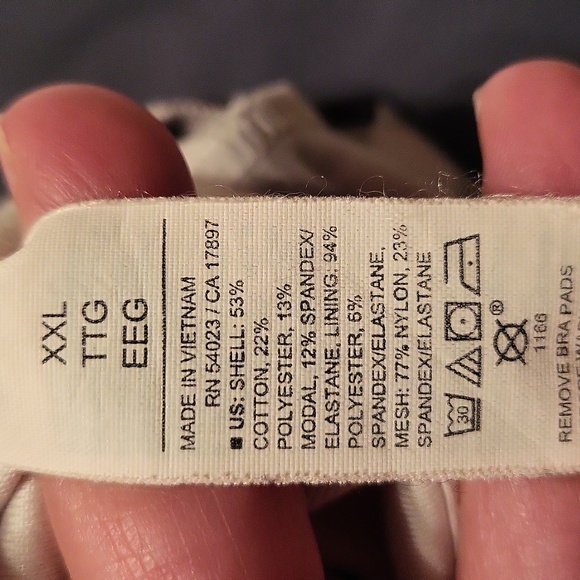 XXL
TTG
EEG
MADE IN VIETNAM
RN 54023 / CA 17897
■ US: SHELL: 53%
COTTON, 22%
POLYESTER, 13%
MODAL, 12% SPANDEX/
ELASTANE, LINING: 94%
POLYESTER, 6%
SPANDEX/ELASTANE,
MESH: 77% NYLON, 23%
SPANDEX/ELASTANE
30
®
1166
REMOVE BRA PADS